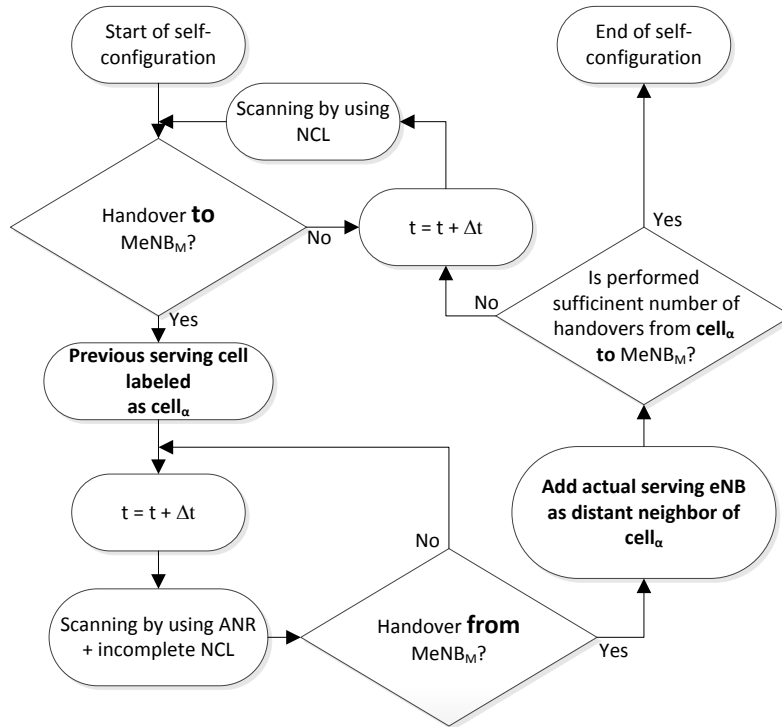 Start of self-
configuration
End of self-
configuration
Scanning by using
NCL
Handover to
MeNBM?
No
t = t + Δt
Yes
Yes
Is performed
sufficinent number of
handovers from cellα
to MeNBM?
No
Previous serving cell
labeled
as cellα
t = t + Δt
Add actual serving eNB
as distant neighbor of
cellα
No
Scanning by using ANR
+ incomplete NCL
Handover from
MeNBM?
Yes